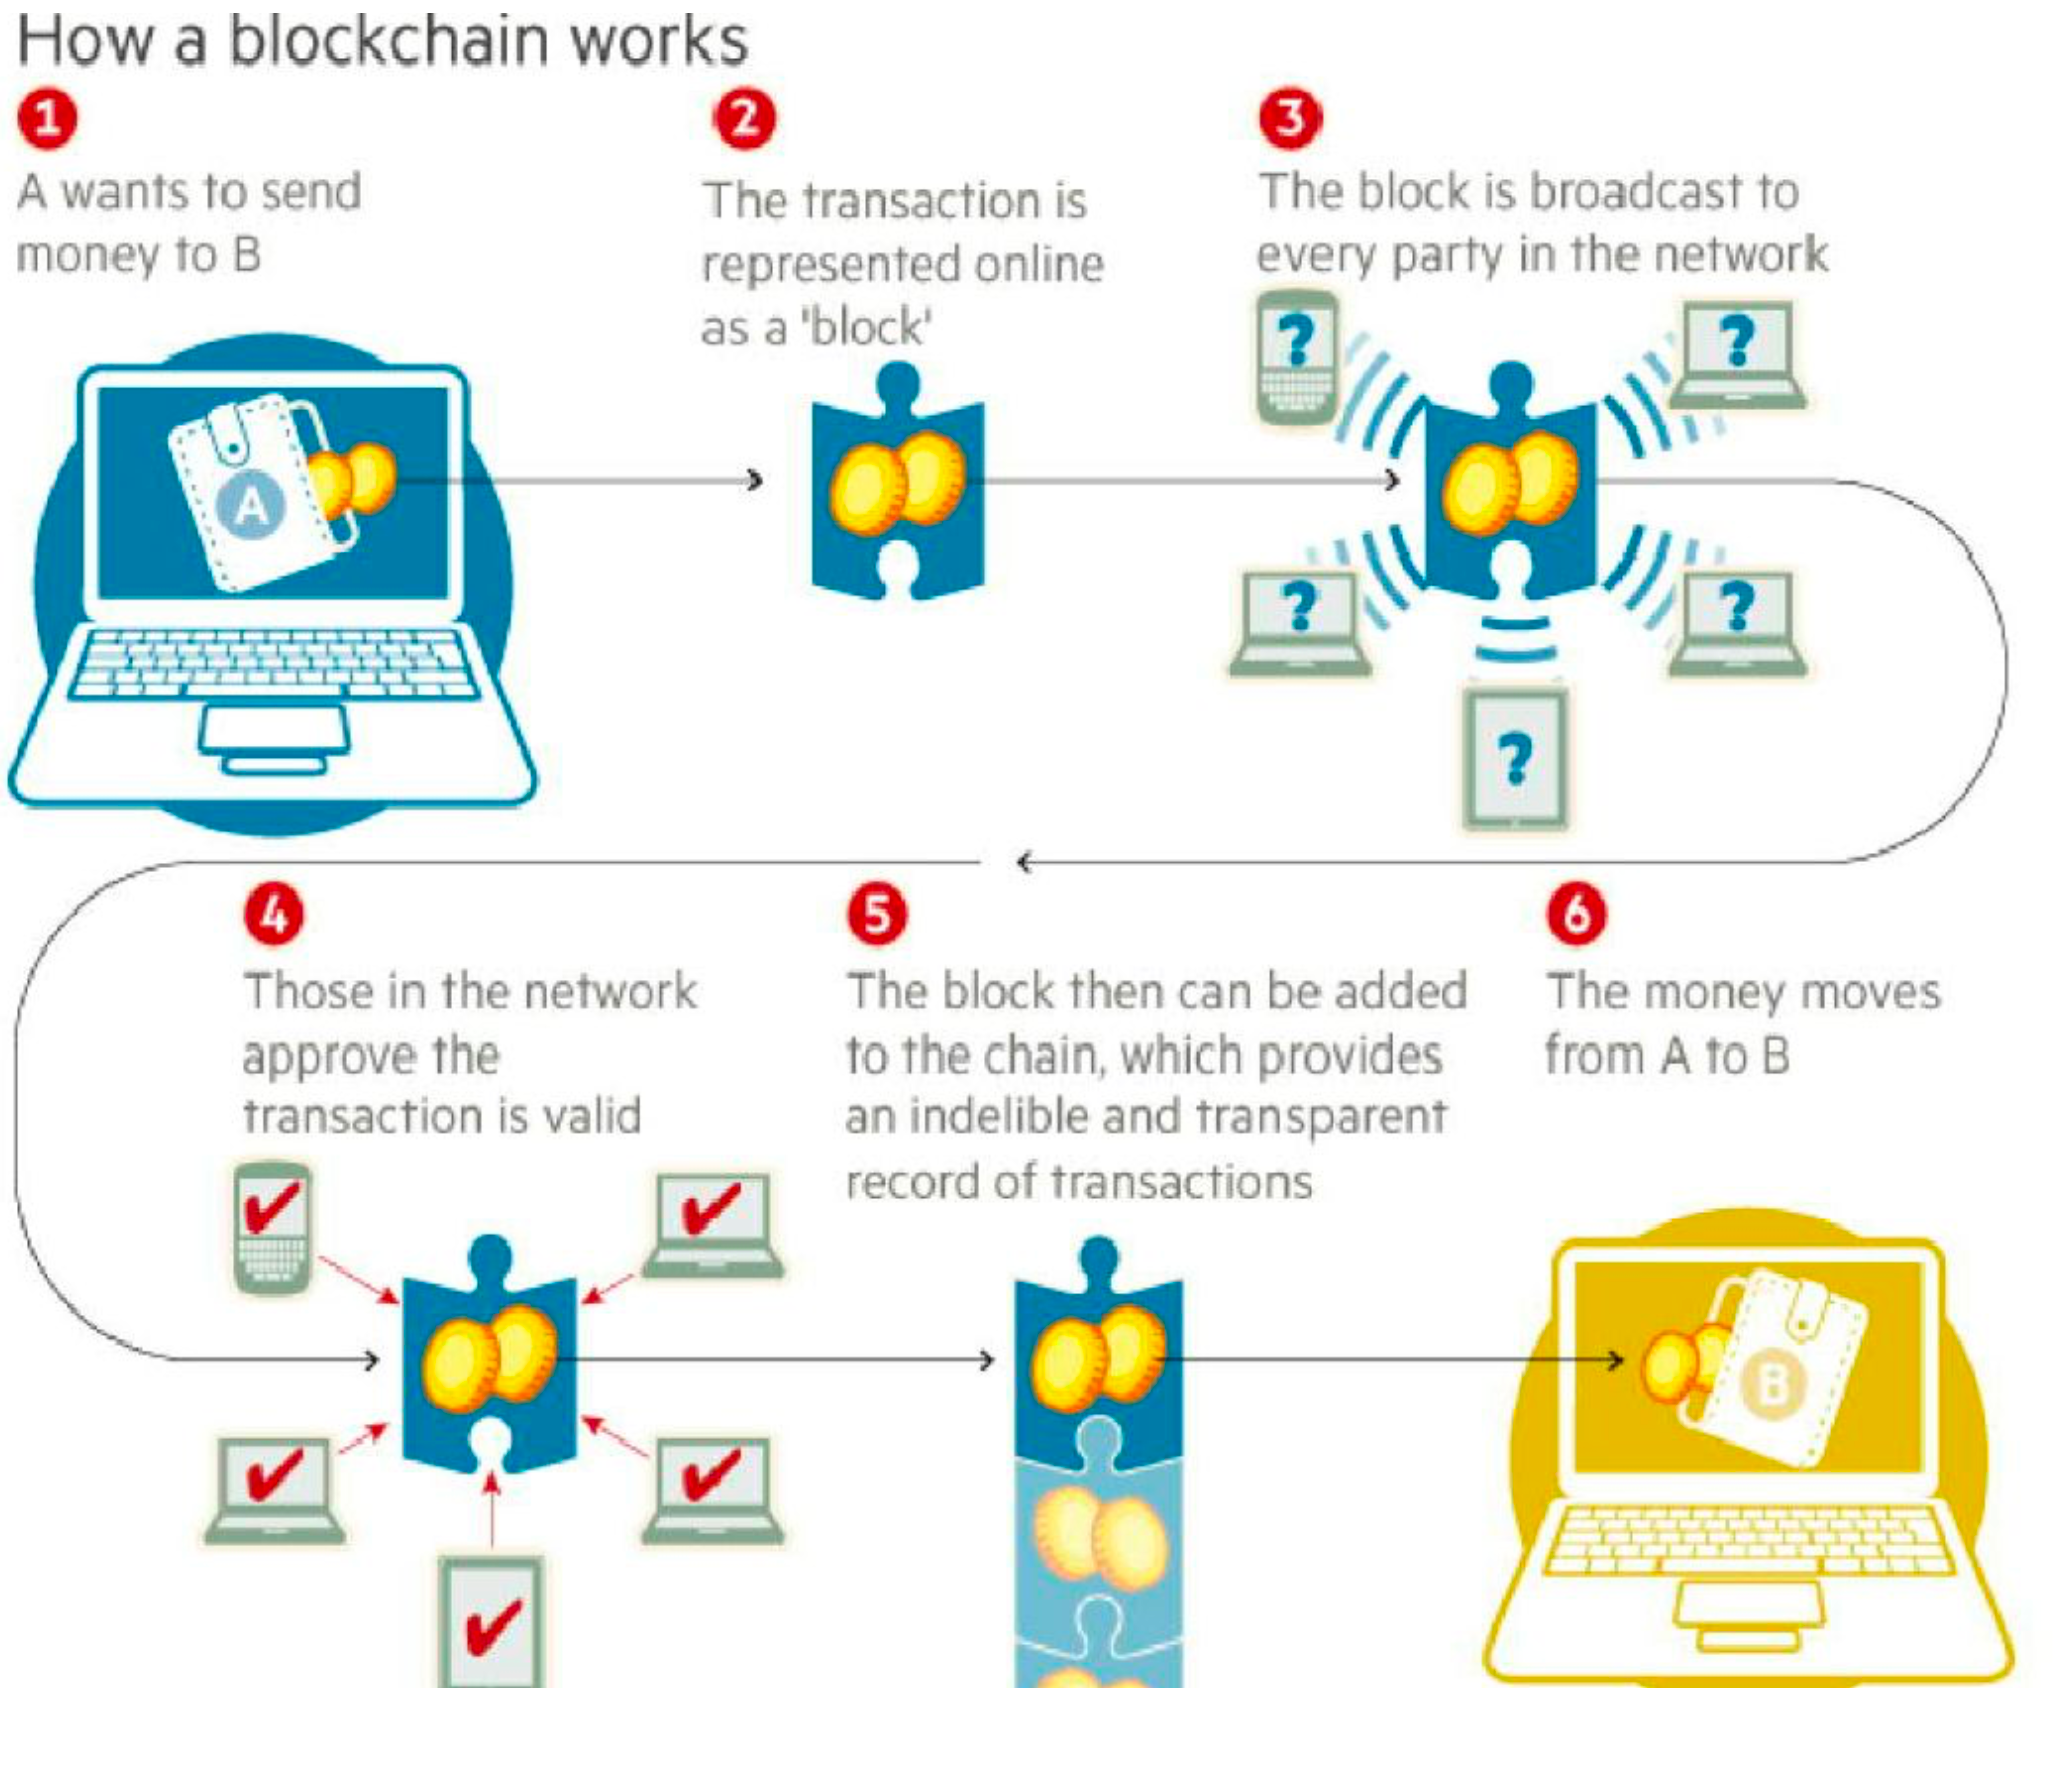 How a blockchain works
1
A wants to send
money to B
A
2
The transaction is
represented online
as a 'block'
3
The block is broadcast to
every party in the network
?
?
?
?
?
4
Those in the network
approve the
transaction is valid
5
The block then can be added
to the chain, which provides
an indelible and transparent
record of transactions
6
The money moves
from A to B
B